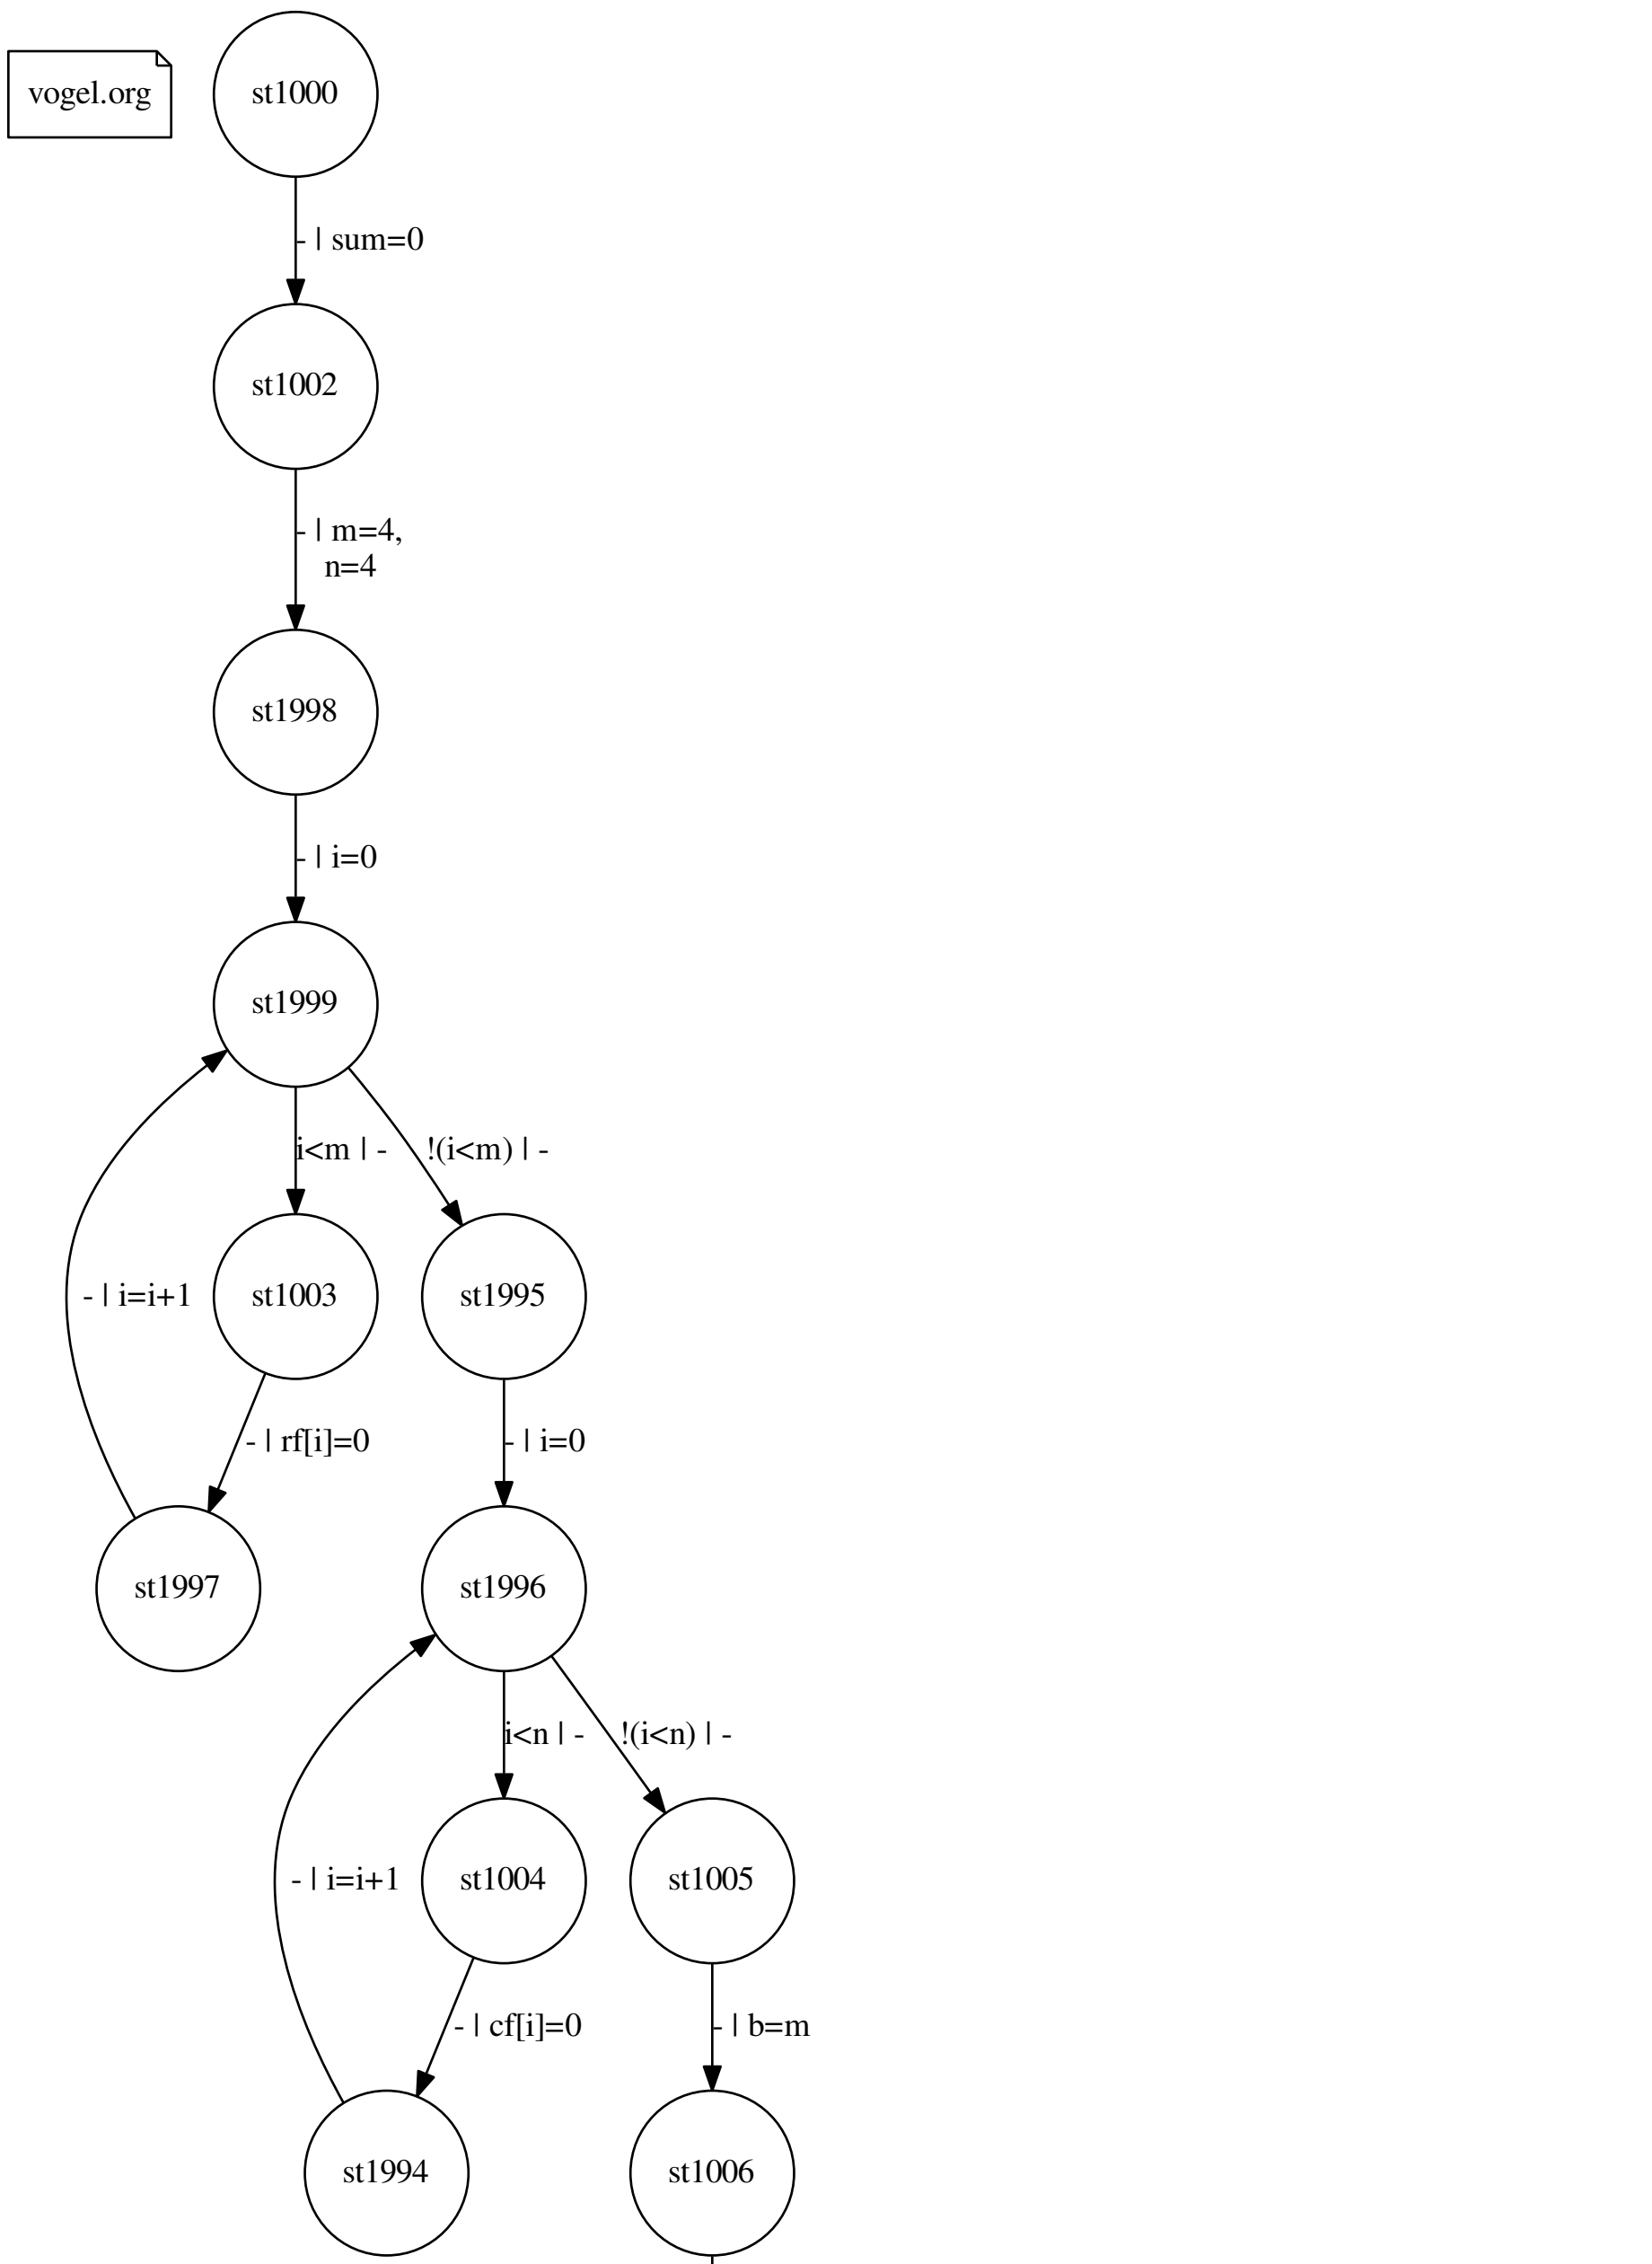 vogel.org
st1000
- | sum=0
st1002
- | m=4,
n=4
st1998
- | i=0
st1999
i<m | -
!(i<m) | -
- | i=i+1
st1003
st1995
- | rf[i]=0
- | i=0
st1997
st1996
i<n | -
!(i<n) | -
- | i=i+1
st1004
st1005
- | cf[i]=0
- | b=m
st1994
st1006